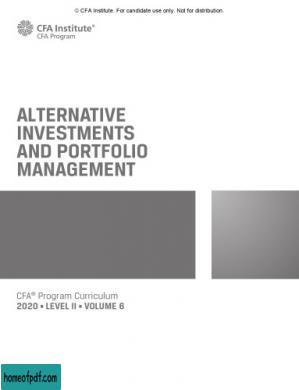 © CFA Institute. For candidate use only. Not for distribution.
CFA Institute®
CFA Program
ALTERNATIVE
INVESTMENTS
AND PORTFOLIO
MANAGEMENT
CFA® Program Curriculum
2020 • LEVEL II • VOLUME 6
homeofpdf.com